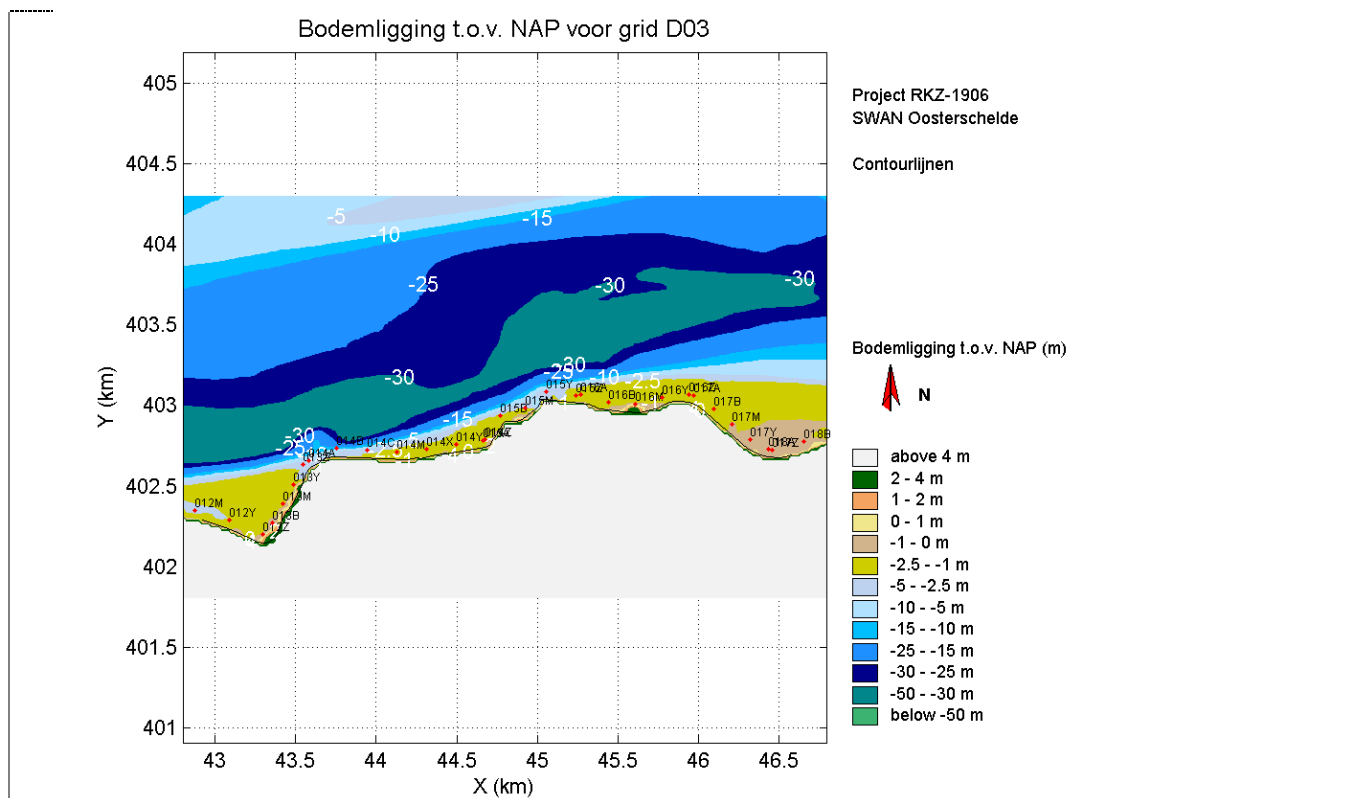 Bodemligging t.o.v. NAP voor grid D03
405
404.5
404
403.5
403
402.5
402
401.5
401
Y (km)
43
43.5
44
44.5
45
45.5
46
46.5
X (km)
-5
-10
-15
-25
-30
-30
-30
-30
-30
-25
-10
-2.5
-15
-30
-25
012M
012Y
013B
013M
013Y
014A
014B
014C
014M
014X
014Y
015B
015M
015Y
016B
016M
016Y
017A
017B
017M
017Y
017Z
018B
Project RKZ-1906
SWAN Oosterschelde
Contourlijnen
Bodemligging t.o.v. NAP (m)
N
above 4 m
2 - 4 m
1 - 2 m
0 - 1 m
-1 - 0 m
-2.5 - -1 m
-5 - -2.5 m
-10 - -5 m
-15 - -10 m
-25 - -15 m
-30 - -25 m
-50 - -30 m
below -50 m